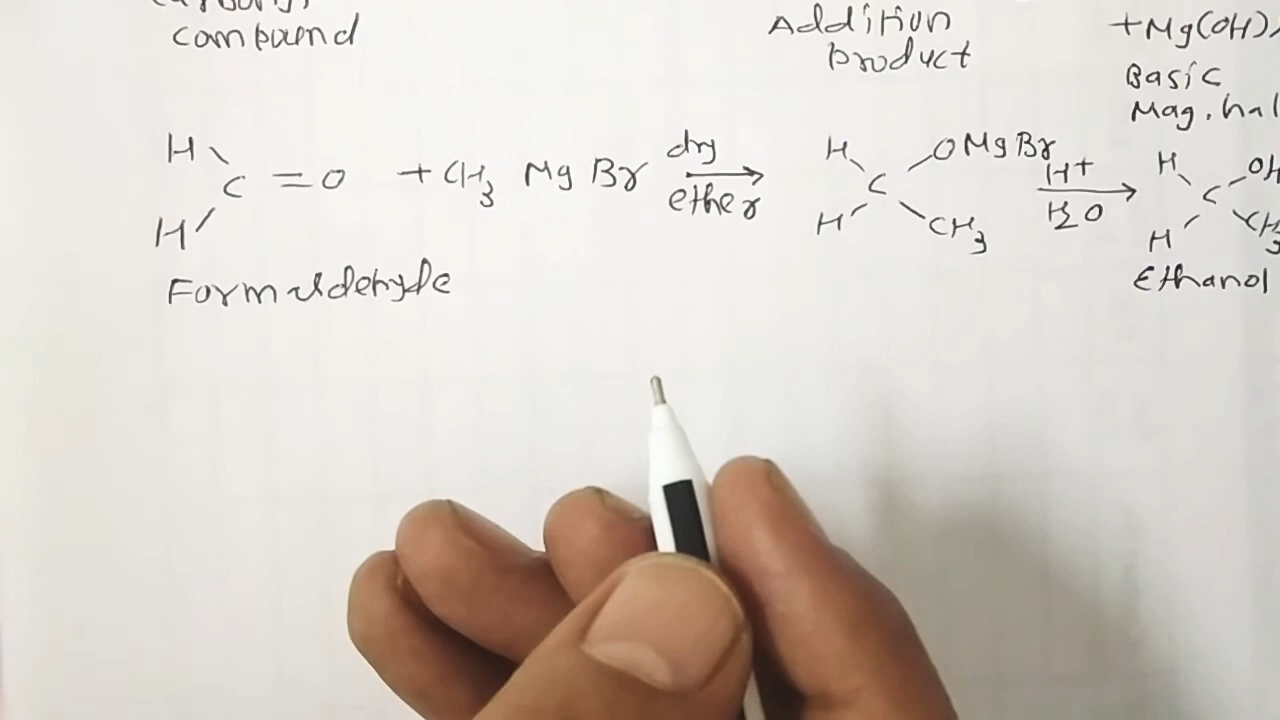 compound
Addition
product
+Mg(OH)
Basic
Mag. hal
H
C = O + CH3 MgBr dry ether → H C OMgBr H+ H2O → H C OH
H H CH3 H CH3
Formaldehyde
Ethanol